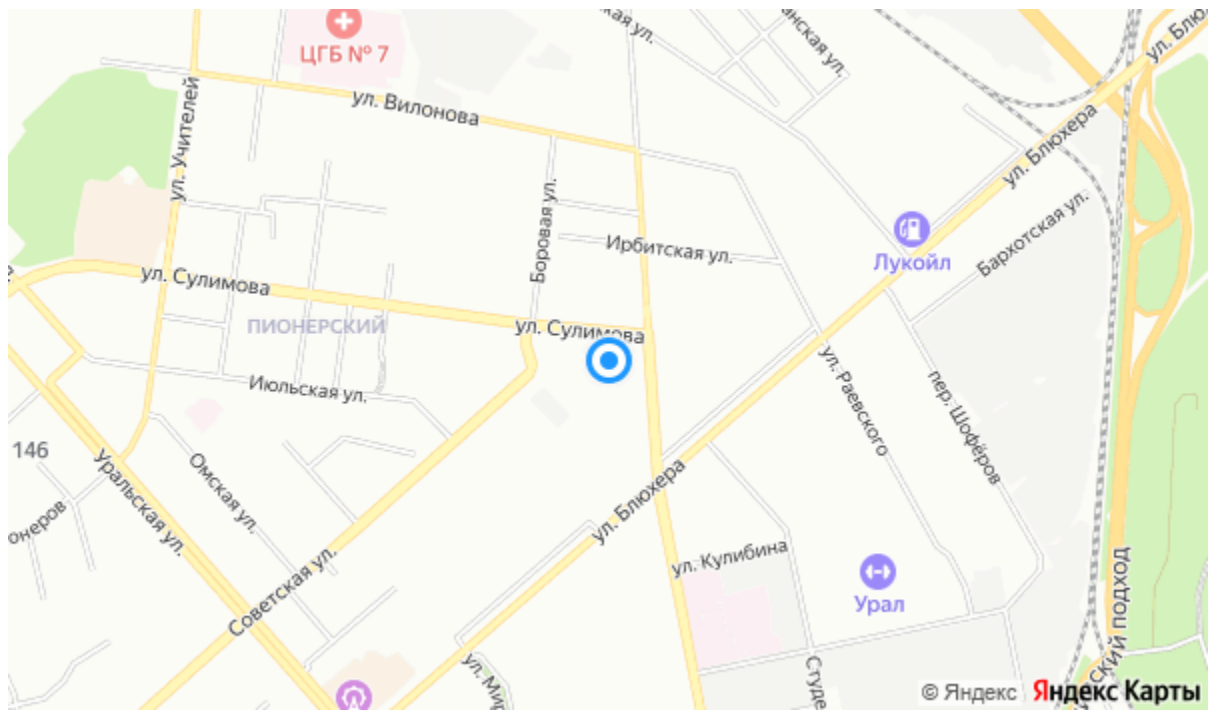 ЦГБ № 7
ул. Вилонова
ул. Учителей
ул. Блюхера
Боровая ул.
Ирбитская ул.
Лукойл
Бархотская ул.
ул. Сулимова
ПИОНЕРСКИЙ
ул. Сулимова
Июльская ул.
ул. Раевского
пер. Шофёров
146
Омская ул.
Уральская ул.
ул. Блюхера
ул. Кулибина
Урал
Советская ул.
подход
© Яндекс Яндекс Карты